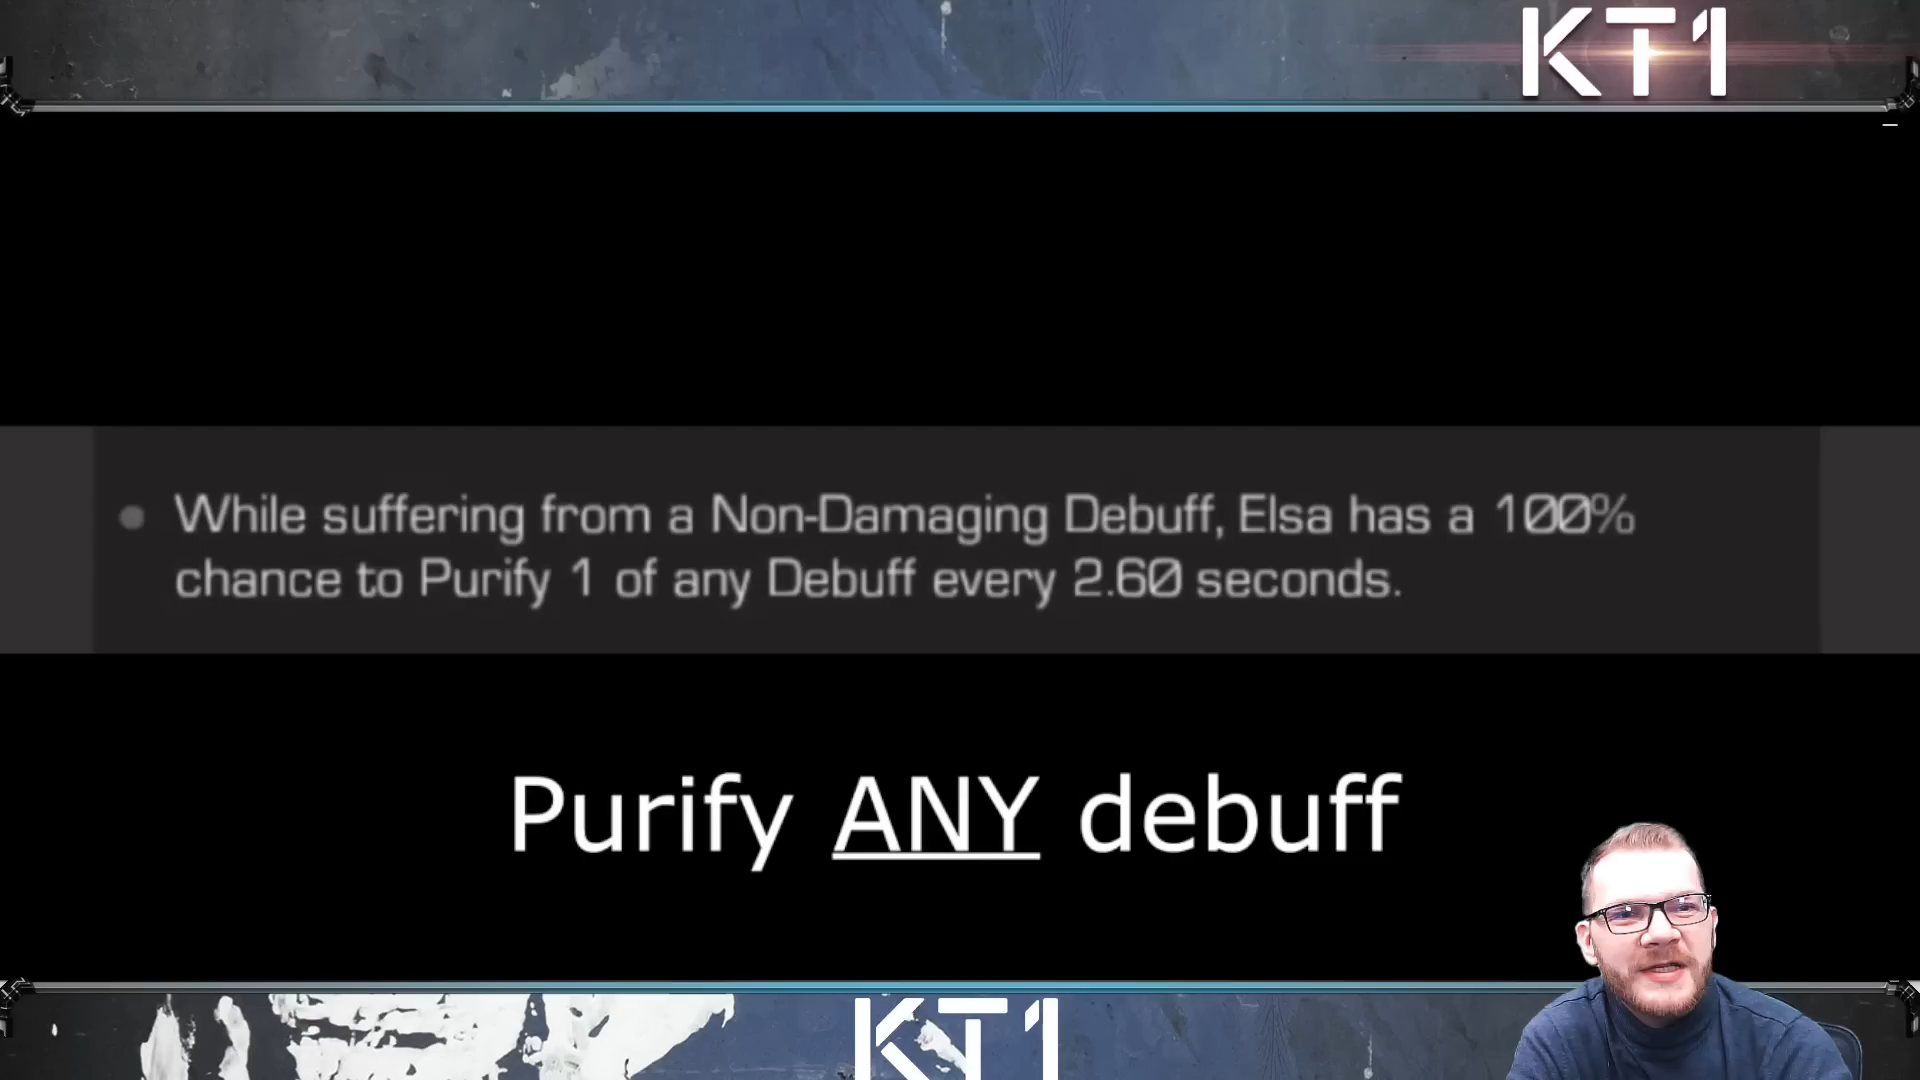 KT1
While suffering from a Non-Damaging Debuff, Elsa has a 100%
chance to Purify 1 of any Debuff every 2.60 seconds.
Purify ANY debuff
KT1